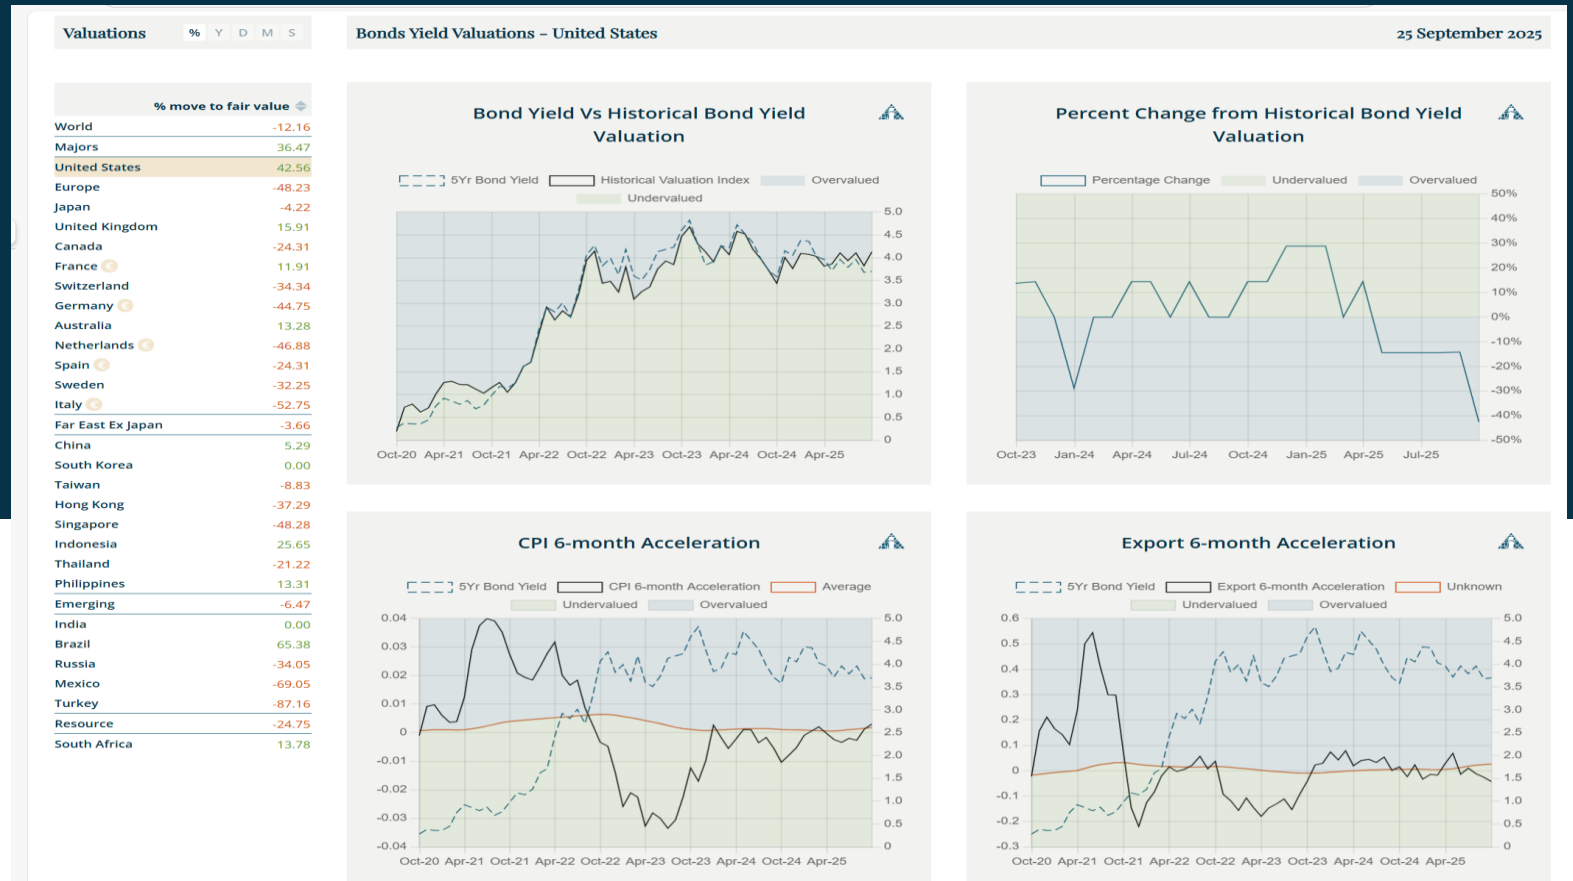 Valuations % Y D M S
Bonds Yield Valuations – United States 25 September 2025
% move to fair value
World -12.16
Majors 36.47
United States 42.56
Europe -48.23
Japan -4.22
United Kingdom 15.91
Canada -24.31
France € 11.91
Switzerland -34.34
Germany € -44.75
Australia 13.28
Netherlands € -46.88
Spain € -24.31
Sweden -32.25
Italy € -52.75
Far East Ex Japan -3.66
China 5.29
South Korea 0.00
Taiwan -8.83
Hong Kong -37.29
Singapore -48.28
Indonesia 25.65
Thailand -21.22
Philippines 13.31
Emerging -6.47
India 0.00
Brazil 65.38
Russia -34.05
Mexico -69.05
Turkey -87.16
Resource -24.75
South Africa 13.78
Bond Yield Vs Historical Bond Yield
Valuation
5Yr Bond Yield Historical Valuation Index Overvalued
Undervalued
5.0
4.5
4.0
3.5
3.0
2.5
2.0
1.5
1.0
0.5
0
Oct-20 Apr-21 Oct-21 Apr-22 Oct-22 Apr-23 Oct-23 Apr-24 Oct-24 Apr-25
Percent Change from Historical Bond Yield
Valuation
Percentage Change Undervalued Overvalued
50%
40%
30%
20%
10%
0%
-10%
-20%
-30%
-40%
-50%
Oct-23 Jan-24 Apr-24 Jul-24 Oct-24 Jan-25 Apr-25 Jul-25
CPI 6-month Acceleration
5Yr Bond Yield CPI 6-month Acceleration Average
Undervalued Overvalued
0.04 5.0
0.03 4.5
0.02 4.0
3.5
0.01 3.0
0 2.5
-0.01 2.0
-0.02 1.5
1.0
-0.03 0.5
-0.04 0
Oct-20 Apr-21 Oct-21 Apr-22 Oct-22 Apr-23 Oct-23 Apr-24 Oct-24 Apr-25
Export 6-month Acceleration
5Yr Bond Yield Export 6-month Acceleration Unknown
Undervalued Overvalued
0.6 5.0
0.5 4.5
0.4 4.0
0.3 3.5
0.2 3.0
0.1 2.5
0 2.0
-0.1 1.5
1.0
-0.2 0.5
-0.3 0
Oct-20 Apr-21 Oct-21 Apr-22 Oct-22 Apr-23 Oct-23 Apr-24 Oct-24 Apr-25